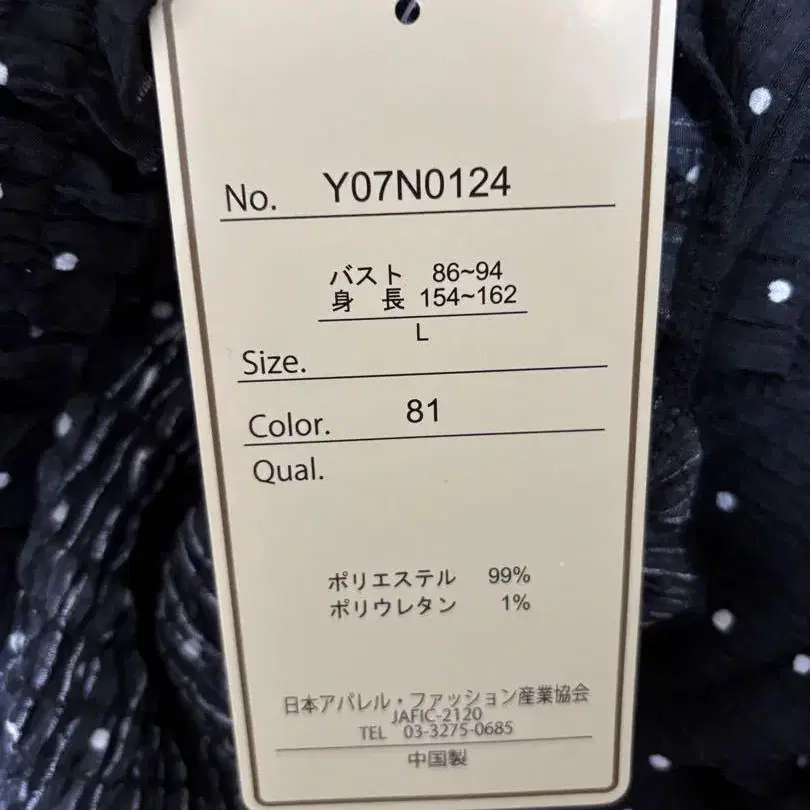 No. Y07N0124
バスト 86~94
身 長 154~162
L
Size.
Color. 81
Qual.
ポリエステル 99%
ポリウレタン 1%
日本アパレル・ファッション産業協会
JAFIC-2120
TEL 03-3275-0685
中国製